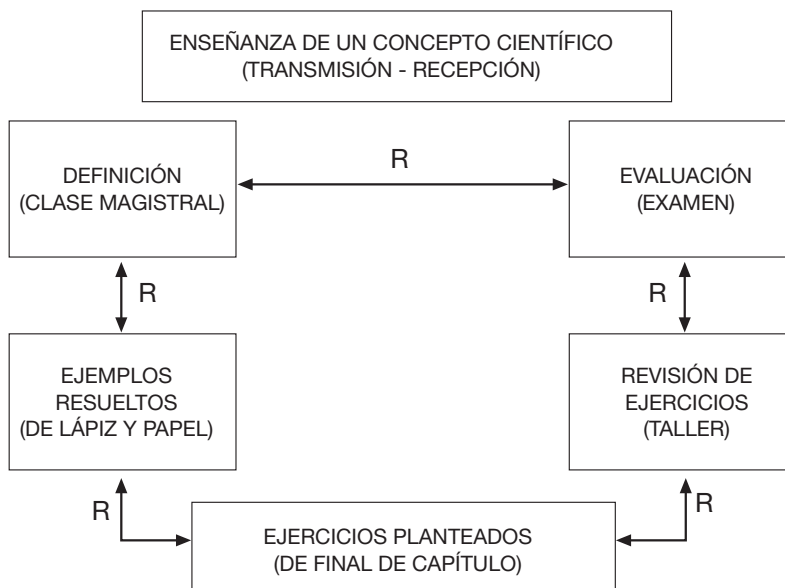 ENSEÑANZA DE UN CONCEPTO CIENTÍFICO
(TRANSMISIÓN - RECEPCIÓN)
R
DEFINICIÓN
(CLASE MAGISTRAL)
EVALUACIÓN
(EXAMEN)
R
R
EJEMPLOS
RESUELTOS
(DE LÁPIZ Y PAPEL)
REVISIÓN DE
EJERCICIOS
(TALLER)
R
R
EJERCICIOS PLANTEADOS
(DE FINAL DE CAPÍTULO)